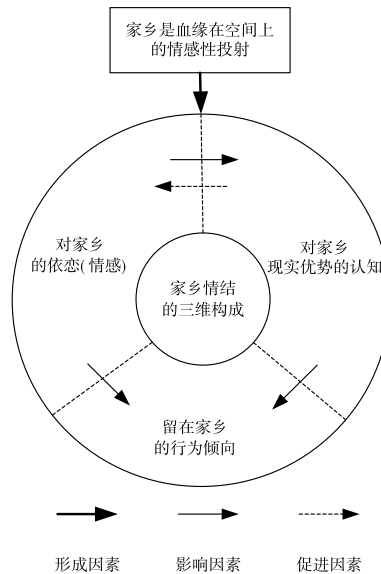 家乡是血缘在空间上
的情感性投射
对家乡
的依恋(情感)
对家乡
现实优势的认知
家乡情结
的三维构成
留在家乡
的行为倾向
形成因素 影响因素 促进因素